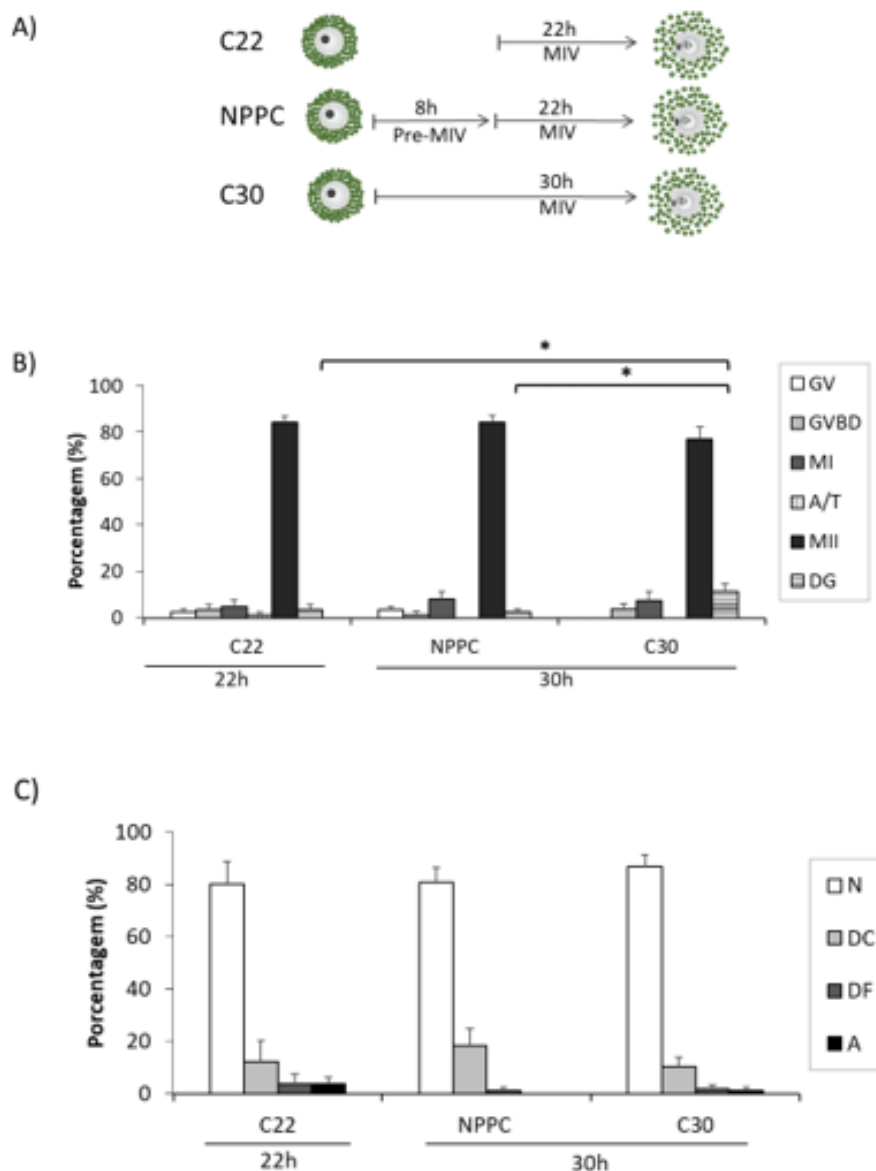 A)
C22
22h
MIV
NPPC
8h
Pre-MIV
22h
MIV
C30
30h
MIV
B)
*
*
Porcentagem (%)
100
80
60
40
20
0
C22
NPPC
C30
22h
30h
GV
GVBD
MI
A/T
MII
DG
C)
Porcentagem (%)
100
80
60
40
20
0
C22
NPPC
C30
22h
30h
N
DC
DF
A